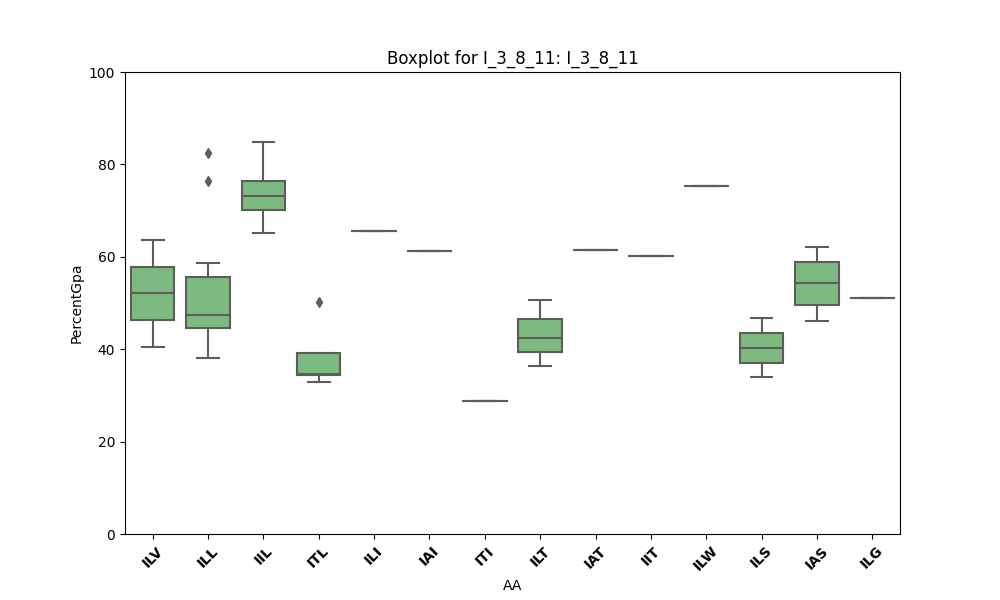 Boxplot for I_3_8_11: I_3_8_11
100
80
60
40
20
0
PercentGpa
ILV
ILL
IIL
ITL
ILI
IAI
ITI
ILT
IAT
IIT
ILW
ILS
IAS
ILG
AA